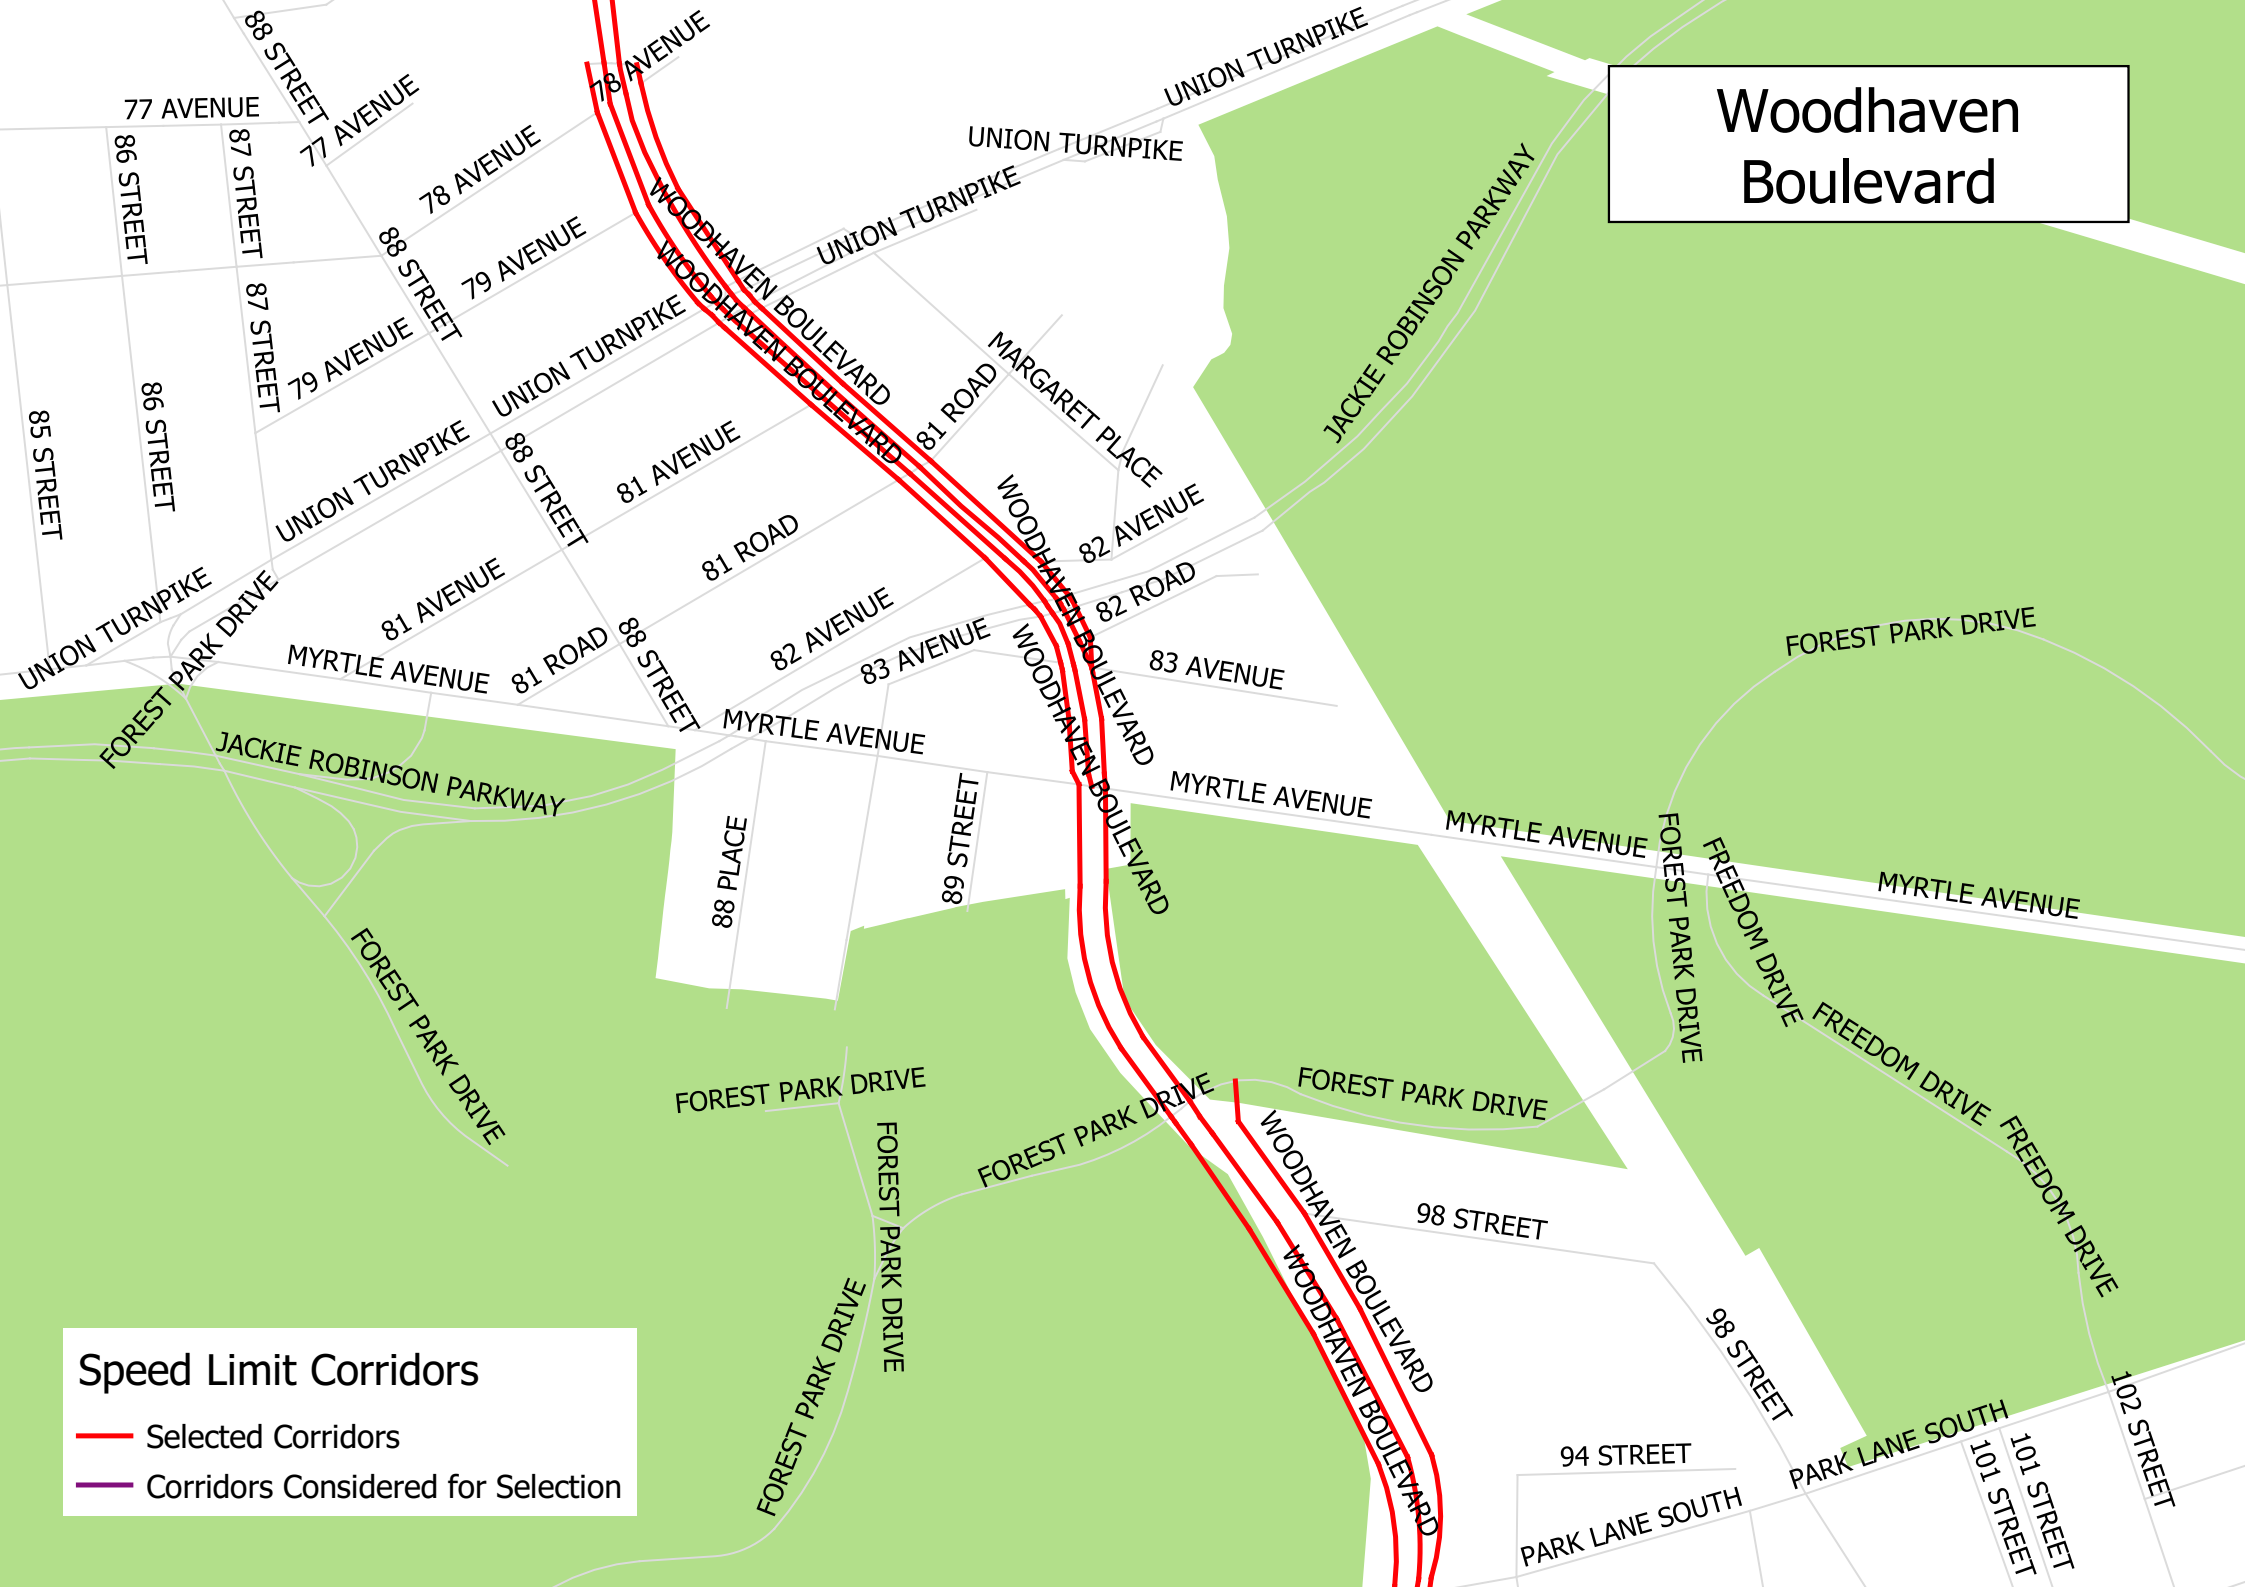 88 STREET
78 AVENUE
UNION TURNPIKE
77 AVENUE
77 AVENUE
Woodhaven
Boulevard
86 STREET
87 STREET
78 AVENUE
UNION TURNPIKE
UNION TURNPIKE
JACKIE ROBINSON PARKWAY
WOODHAVEN BOULEVARD
WOODHAVEN BOULEVARD
88 STREET
79 AVENUE
87 STREET
79 AVENUE
UNION TURNPIKE
MARGARET PLACE
81 ROAD
86 STREET
85 STREET
UNION TURNPIKE
88 STREET
81 AVENUE
WOODHAVEN BOULEVARD
82 AVENUE
81 ROAD
UNION TURNPIKE
FOREST PARK DRIVE
81 AVENUE
82 AVENUE
82 ROAD
81 ROAD
88 STREET
83 AVENUE
WOODHAVEN BOULEVARD
83 AVENUE
FOREST PARK DRIVE
MYRTLE AVENUE
MYRTLE AVENUE
JACKIE ROBINSON PARKWAY
MYRTLE AVENUE
MYRTLE AVENUE
MYRTLE AVENUE
88 PLACE
89 STREET
FOREST PARK DRIVE
FREEDOM DRIVE
FOREST PARK DRIVE
FREEDOM DRIVE
FOREST PARK DRIVE
FOREST PARK DRIVE
FOREST PARK DRIVE
FOREST PARK DRIVE
WOODHAVEN BOULEVARD
FREEDOM DRIVE
98 STREET
WOODHAVEN BOULEVARD
FOREST PARK DRIVE
98 STREET
Speed Limit Corridors
Selected Corridors
Corridors Considered for Selection
94 STREET
PARK LANE SOUTH
PARK LANE SOUTH
101 STREET
101 STREET
102 STREET